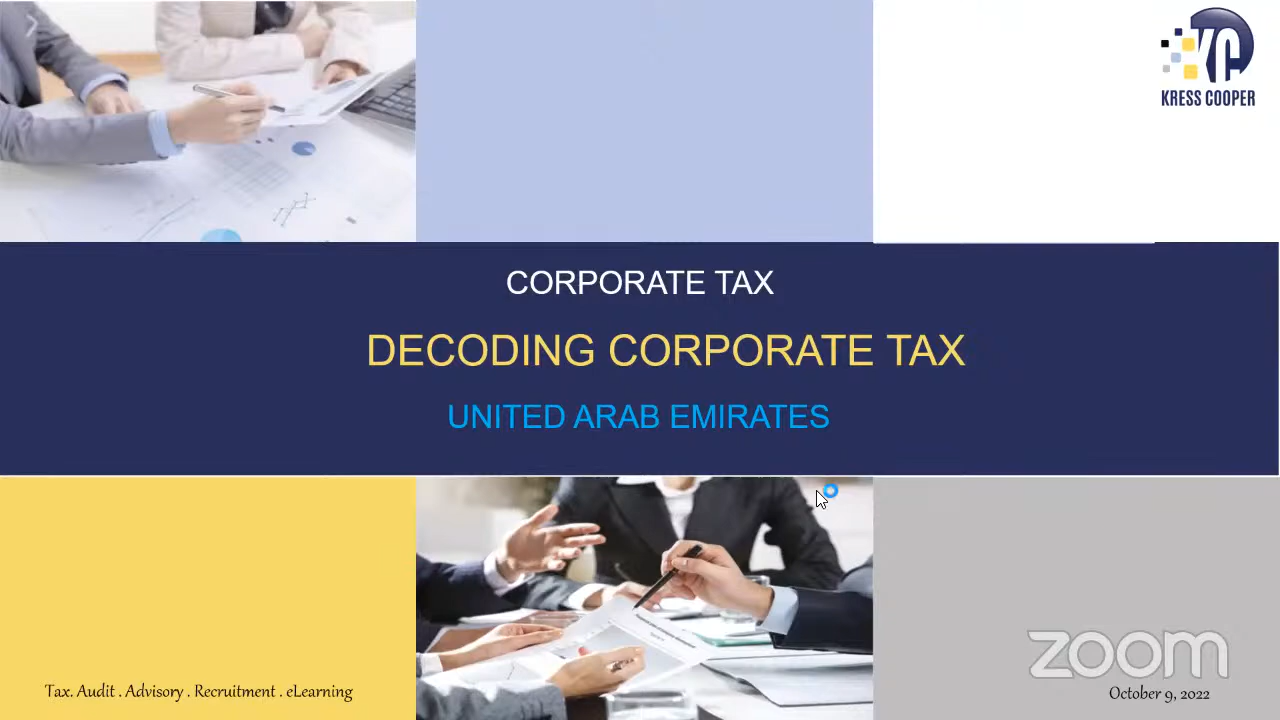 KC
KRESS COOPER
CORPORATE TAX
DECODING CORPORATE TAX
UNITED ARAB EMIRATES
zoom
Tax. Audit . Advisory . Recruitment . eLearning
October 9, 2022